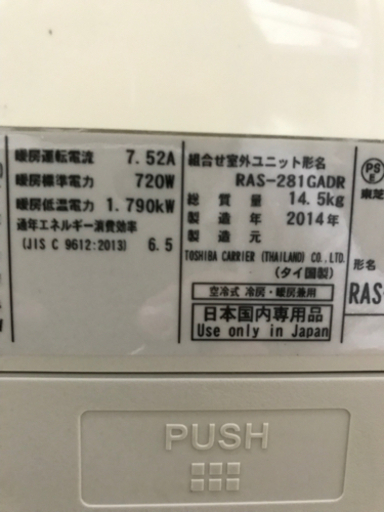 暖房運転電流 7.52A
暖房標準電力 720W
暖房低温電力 1.790kW
通年エネルギー消費効率
(JIS C 9612:2013) 6.5
組合せ室外ユニット形名
RAS-281GADR
総質量 14.5kg
製造年 2014年
製造元
TOSHIBA CARRIER (THAILAND) CO.,LTD.
(タイ国製)
空冷式 冷房・暖房兼用
日本国内専用品
Use only in Japan
PS
E
東芝
形名
RAS-
PUSH